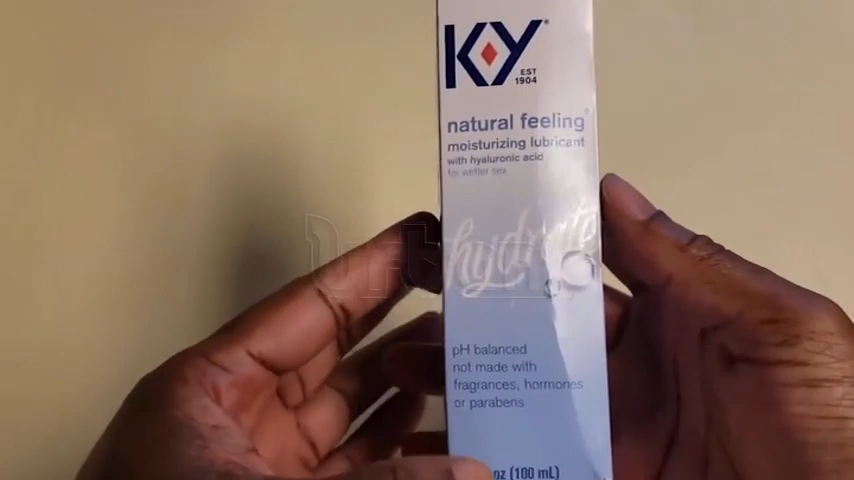 KY®
EST
1904
natural feeling®
moisturizing lubricant
with hyaluronic acid
for wetter sex
hydrate
pH balanced
not made with
fragrances, hormones
or parabens
oz (100 mL)